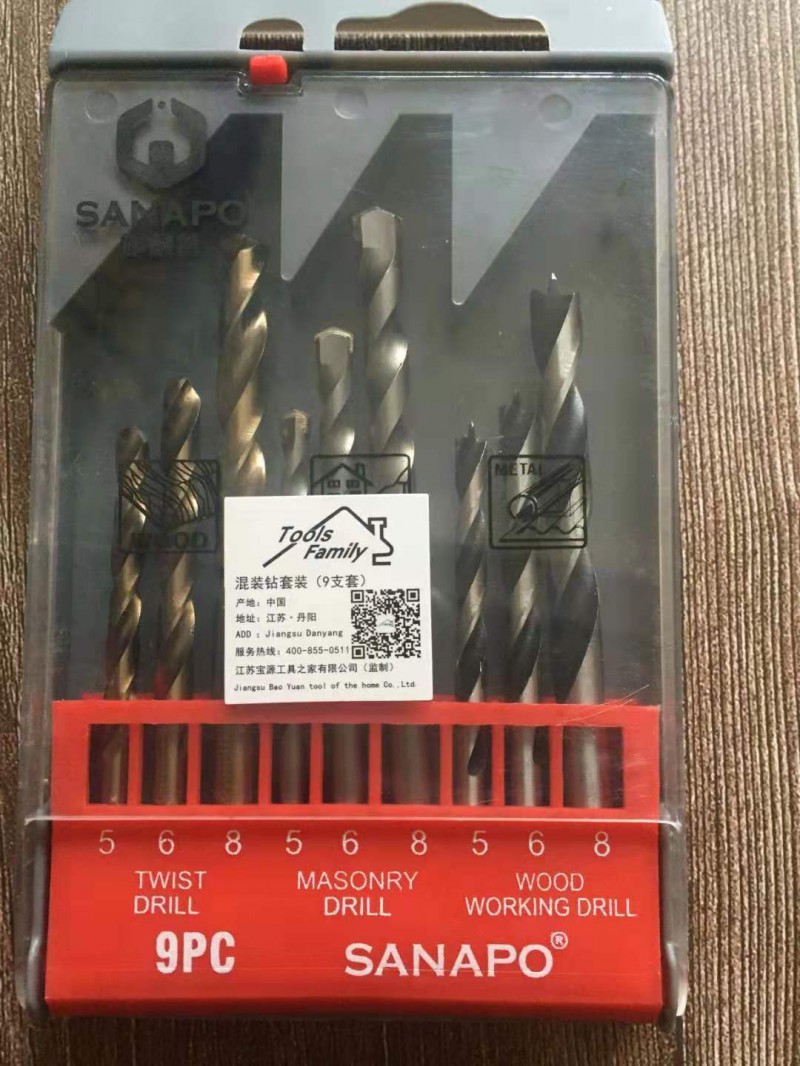 SANAPO
METAL
WOOD
Tools
Family
混装钻套装（9支套）
产地：中国
地址：江苏·丹阳
ADD：Jiangsu Danyang
服务热线：400-855-0511
江苏宝源工具之家有限公司（监制）
Jiangsu Bao Yuan tool of the home Co.,Ltd.
5 6 8 5 6 8 5 6 8
TWIST
DRILL
MASONRY
DRILL
WOOD
WORKING DRILL
9PC
SANAPO®